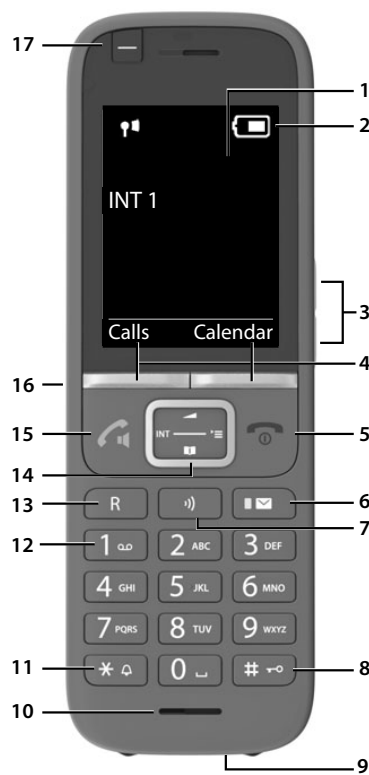 17
1
2
INT 1
3
Calls Calendar
4
16
15
INT
5
14
13 R 6
7
12 1 2 ABC 3 DEF
4 GHI 5 JKL 6 MNO
7 PQRS 8 TUV 9 WXYZ
11 * 0 # 8
10
9